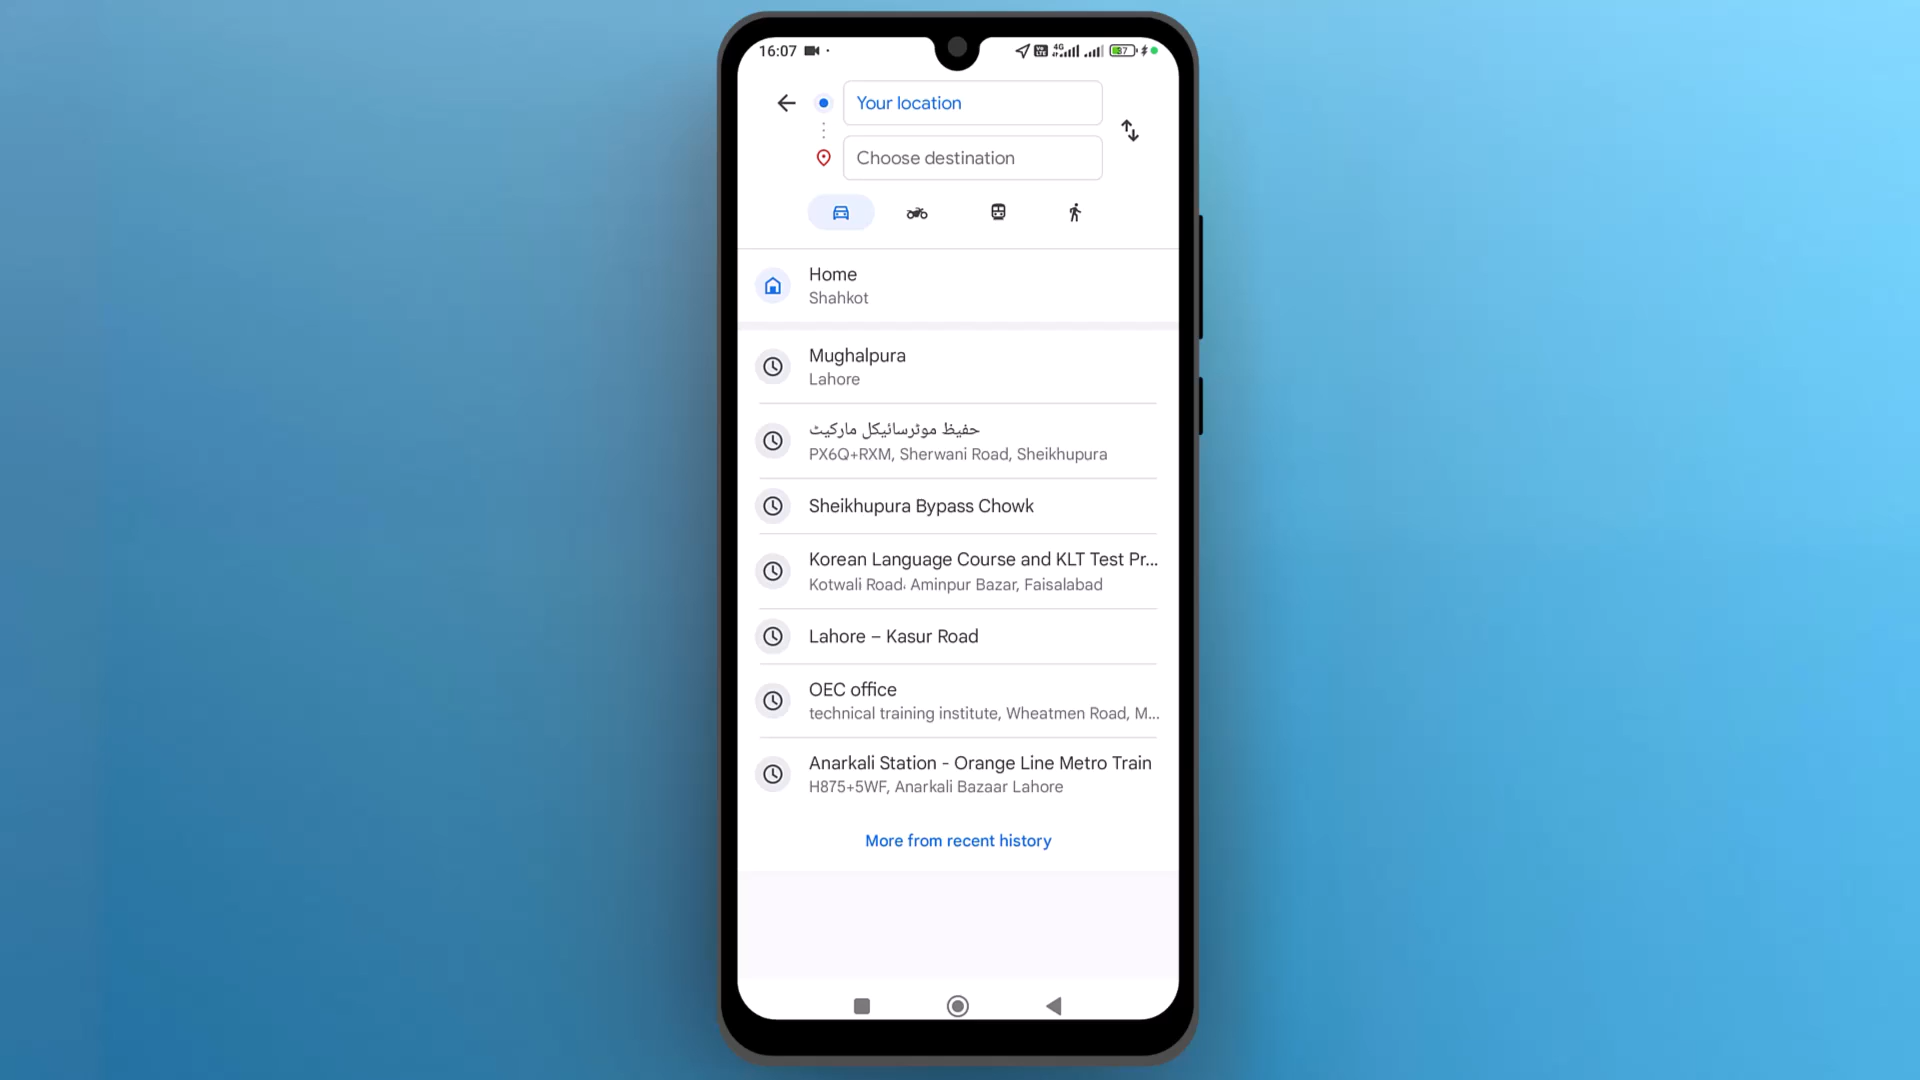 16:07
4G
37
Your location
Choose destination
Home
Shahkot
Mughalpura
Lahore
حفیظ موٹرسائیکل مارکیٹ
PX6Q+RXM, Sherwani Road, Sheikhupura
Sheikhupura Bypass Chowk
Korean Language Course and KLT Test Pr...
Kotwali Road، Aminpur Bazar, Faisalabad
Lahore – Kasur Road
OEC office
technical training institute, Wheatmen Road, M...
Anarkali Station - Orange Line Metro Train
H875+5WF, Anarkali Bazaar Lahore
More from recent history